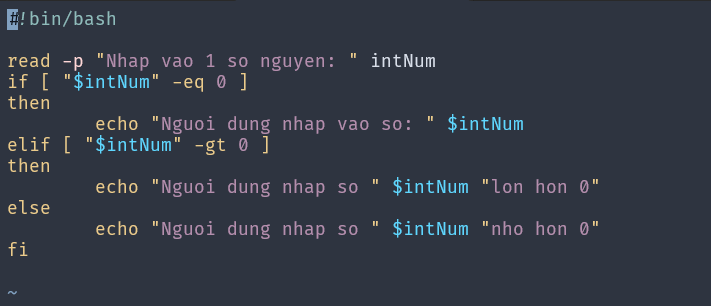 #!bin/bash
read -p "Nhap vao 1 so nguyen: " intNum
if [ "$intNum" -eq 0 ]
then
echo "Nguoi dung nhap vao so: " $intNum
elif [ "$intNum" -gt 0 ]
then
echo "Nguoi dung nhap so " $intNum "lon hon 0"
else
echo "Nguoi dung nhap so " $intNum "nho hon 0"
fi
~